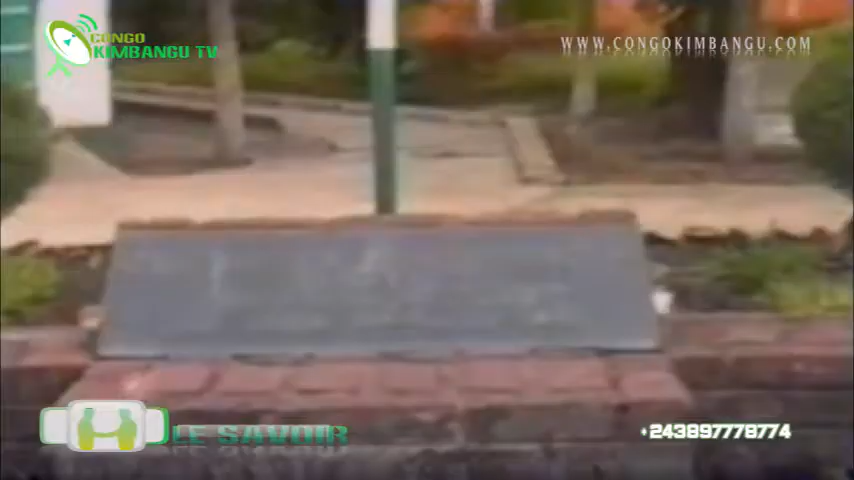 CONGO
KIMBANGU TV
WWW.CONGOKIMBANGU.COM
LE SAVOIR
+243897778774